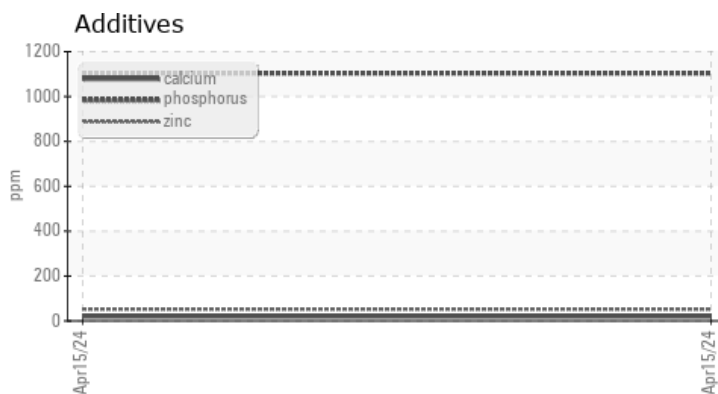 Additives
1200
1000
800
600
400
200
0
ppm
calcium
phosphorus
zinc
Apr15/24
Apr15/24